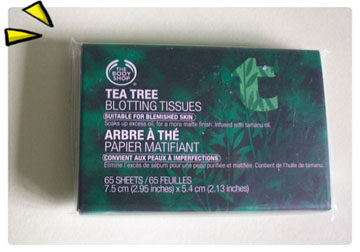 THE
BODY
SHOP
TEA TREE
BLOTTING TISSUES
SUITABLE FOR BLEMISHED SKIN
Soaks up excess oil, for a more matte finish. Infused with tamanu oil.
ARBRE À THÉ
PAPIER MATIFIANT
CONVIENT AUX PEAUX À IMPERFECTIONS
Élimine l'excès de sébum pour une peau purifiée et matifiée. Contient de l'huile de tamanu.
65 SHEETS / 65 FEUILLES
7.5 cm (2.95 inches) x 5.4 cm (2.13 inches)
t